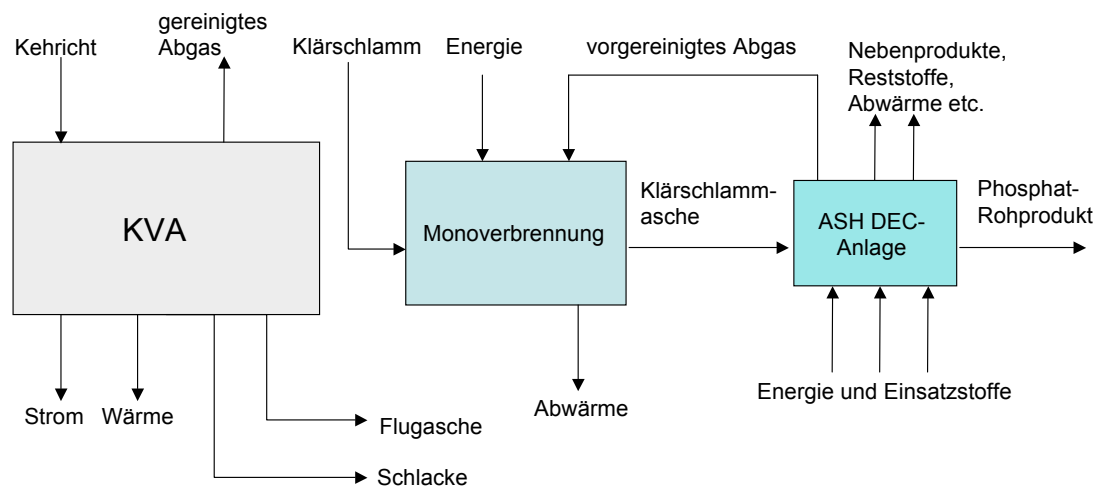 Kehricht
gereinigtes
Abgas
Klärschlamm
Energie
vorgereinigtes Abgas
Nebenprodukte,
Reststoffe,
Abwärme etc.
KVA
Monoverbrennung
Klärschlamm-
asche
ASH DEC-
Anlage
Phosphat-
Rohprodukt
Strom
Wärme
Flugasche
Schlacke
Abwärme
Energie und Einsatzstoffe